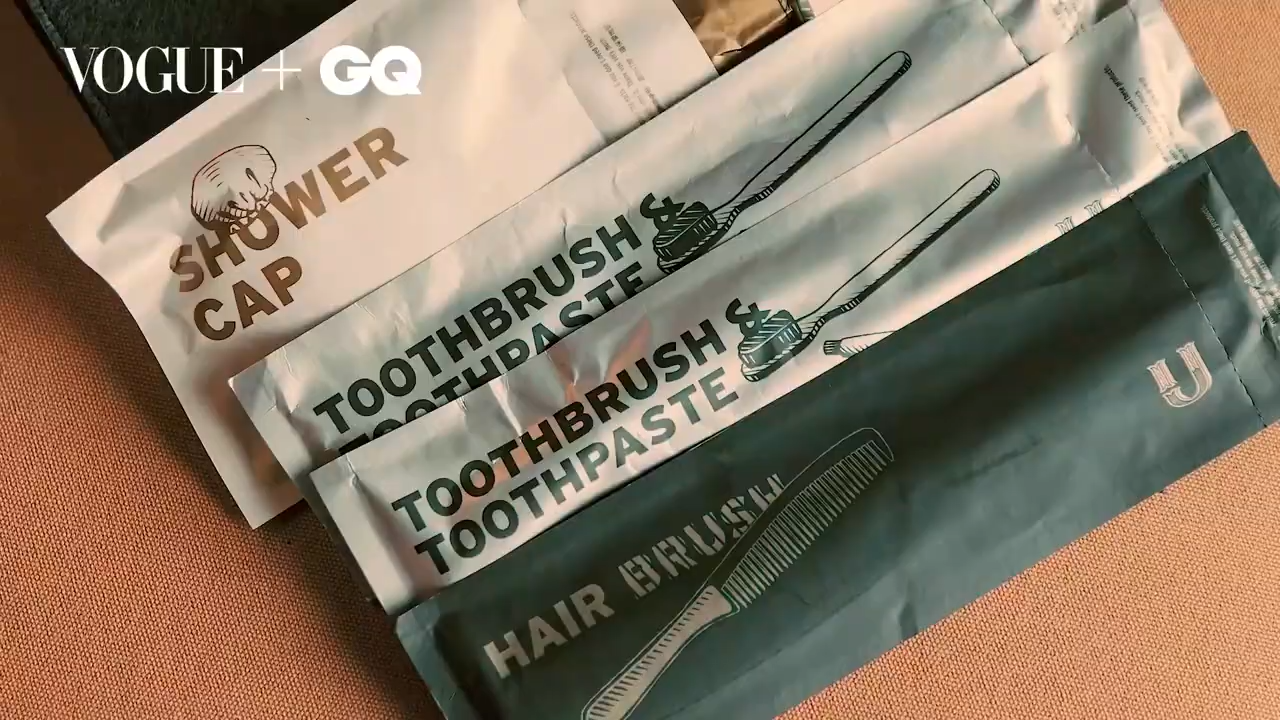 VOGUE + GQ
SHOWER
CAP
TOOTHBRUSH &
TOOTHPASTE
TOOTHBRUSH &
TOOTHPASTE
HAIR BRUSH
U